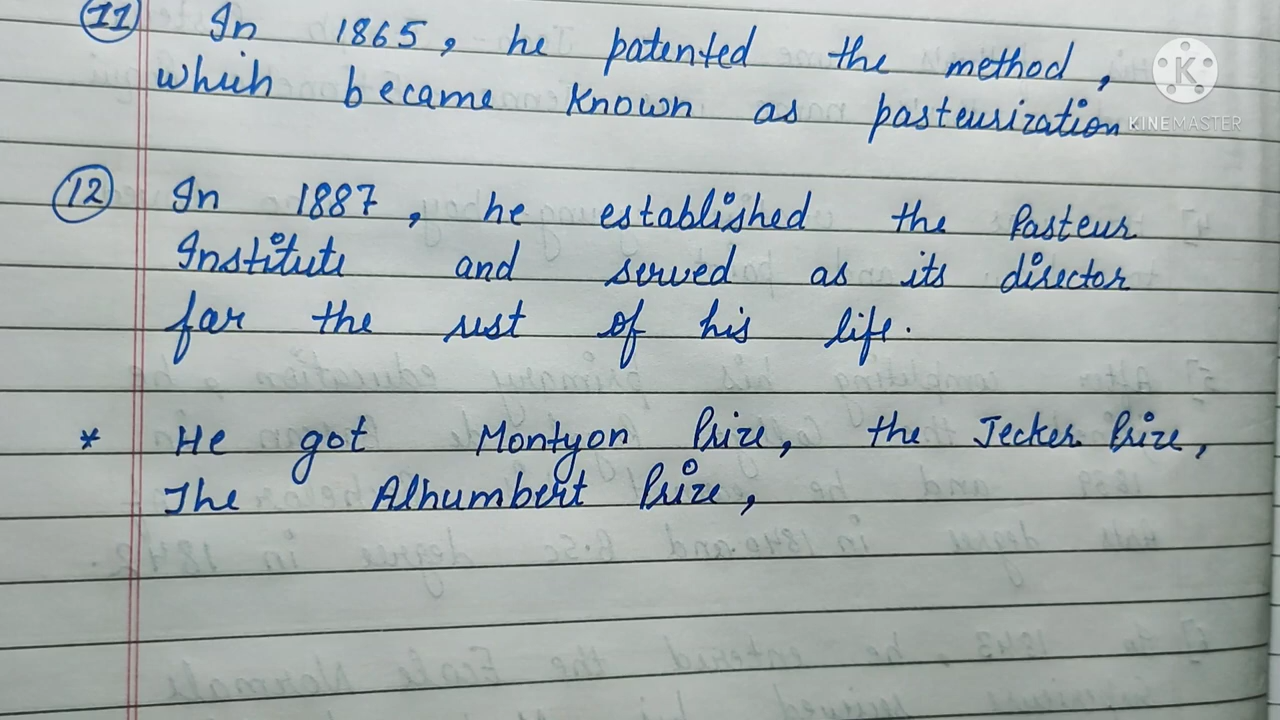 (11) In 1865, he patented the method,
which became known as pasteurization
KINEMASTER
(12) In 1887, he established the Pasteur
Institute and served as its director
far the rest of his life.
* He got Montyon Prize, the Jecker Prize,
The Alhumbert Prize,